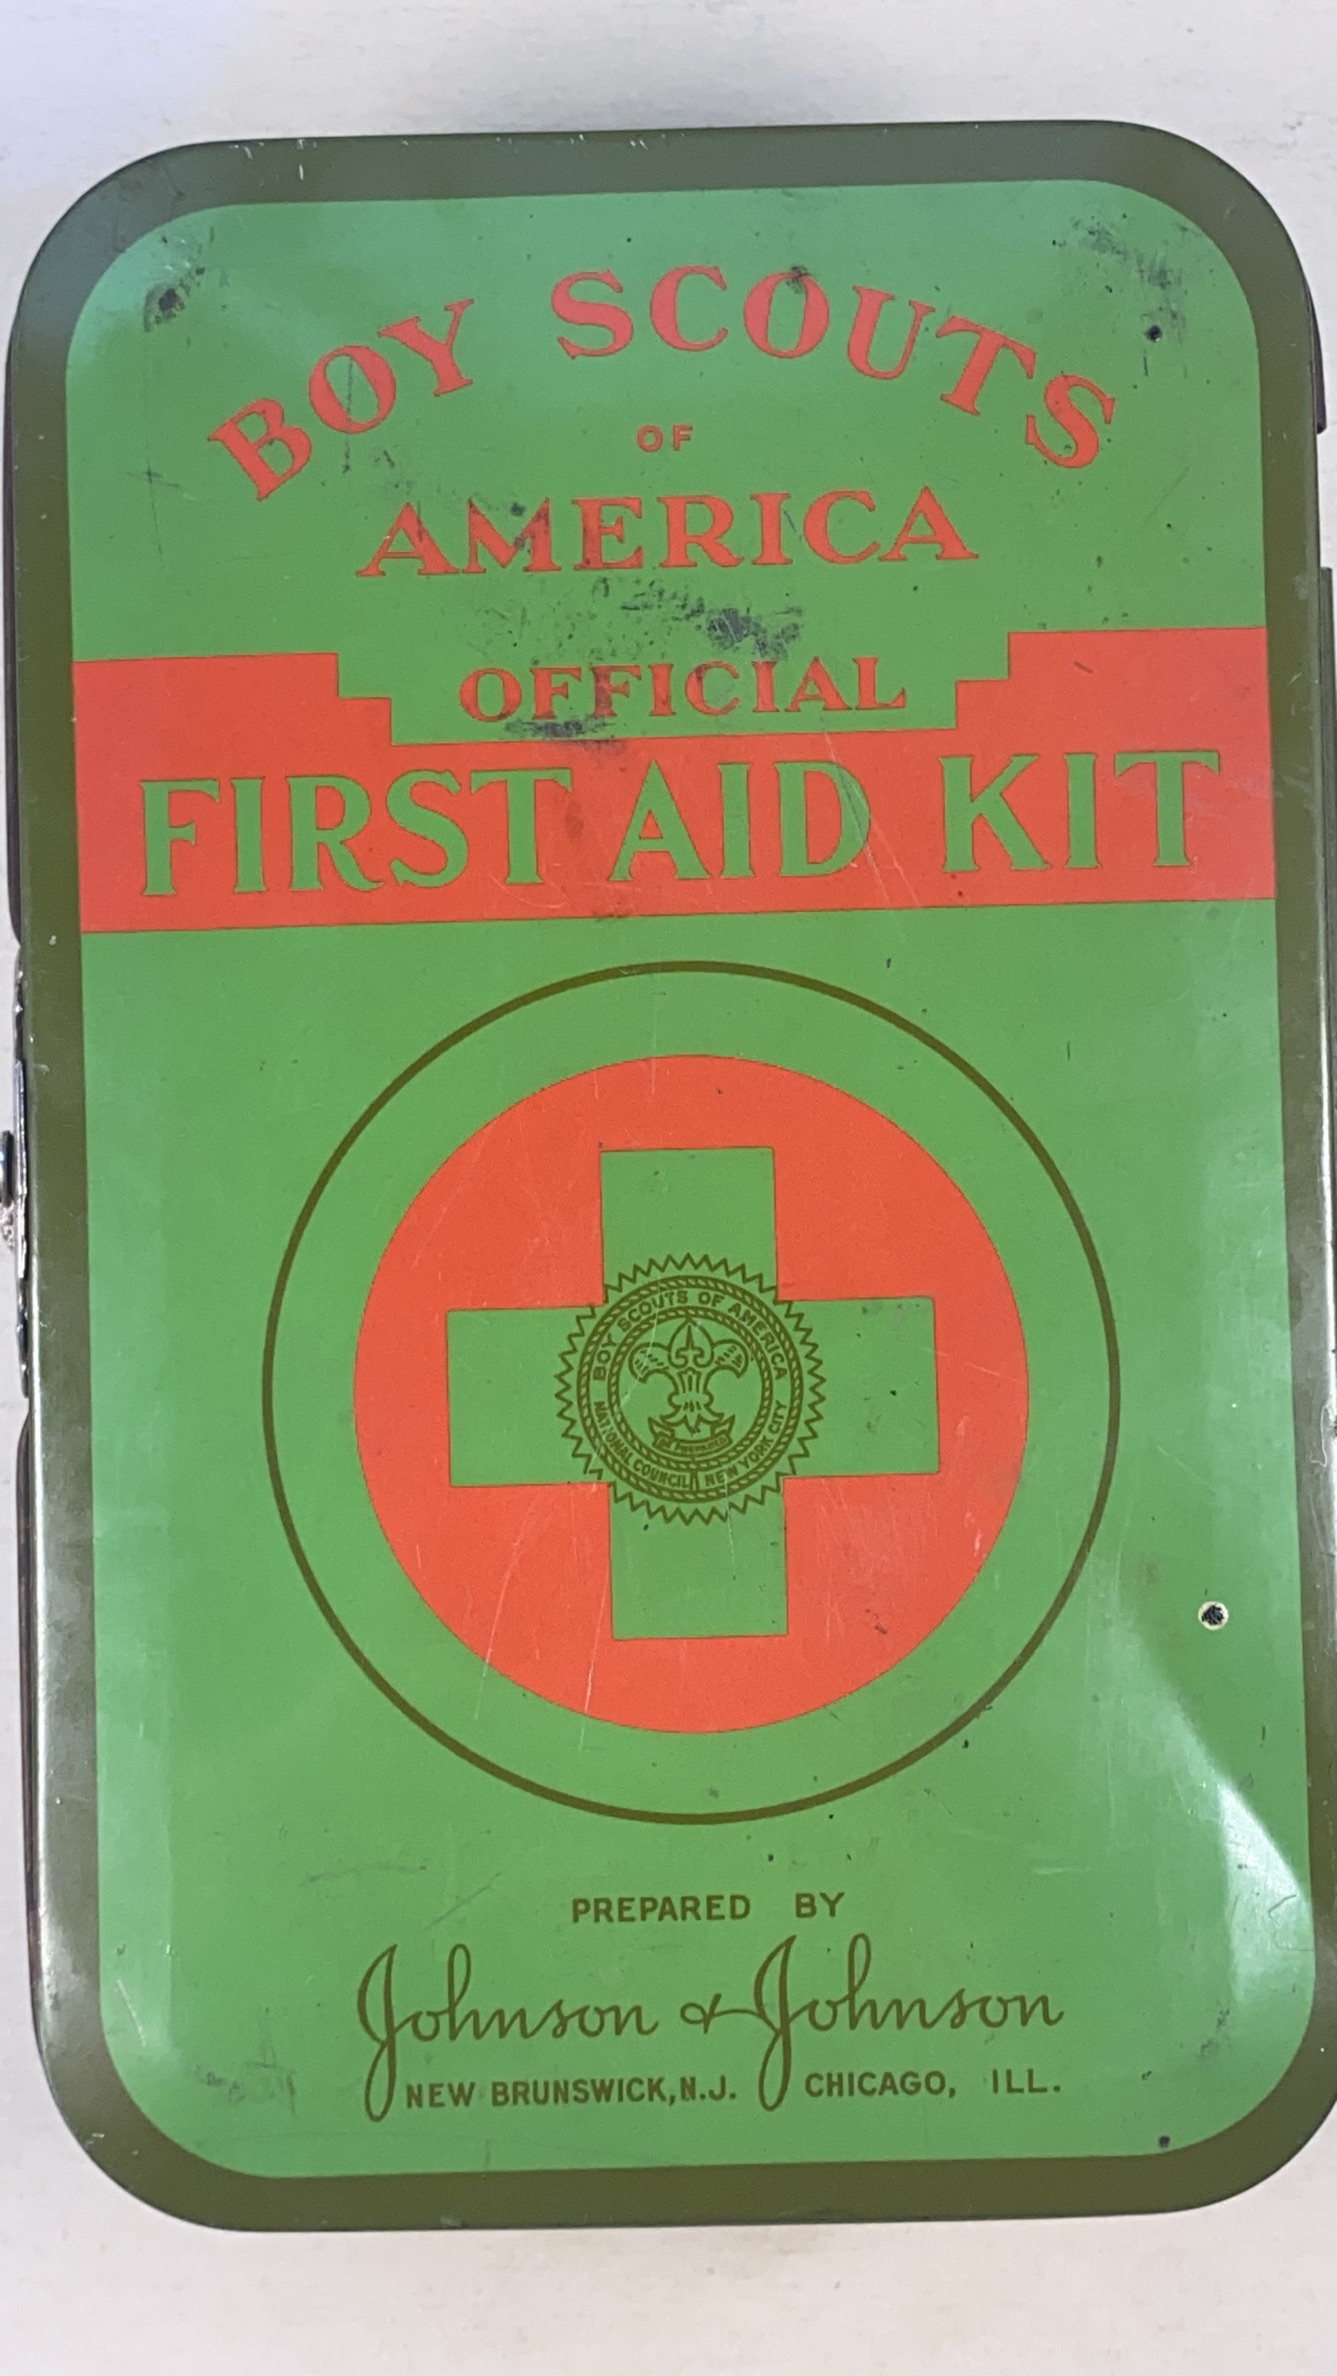 BOY SCOUTS
OF
AMERICA
OFFICIAL
FIRST AID KIT
BOY SCOUTS OF AMERICA
BE PREPARED
NATIONAL COUNCIL NEW YORK CITY
PREPARED BY
Johnson & Johnson
NEW BRUNSWICK, N.J. CHICAGO, ILL.